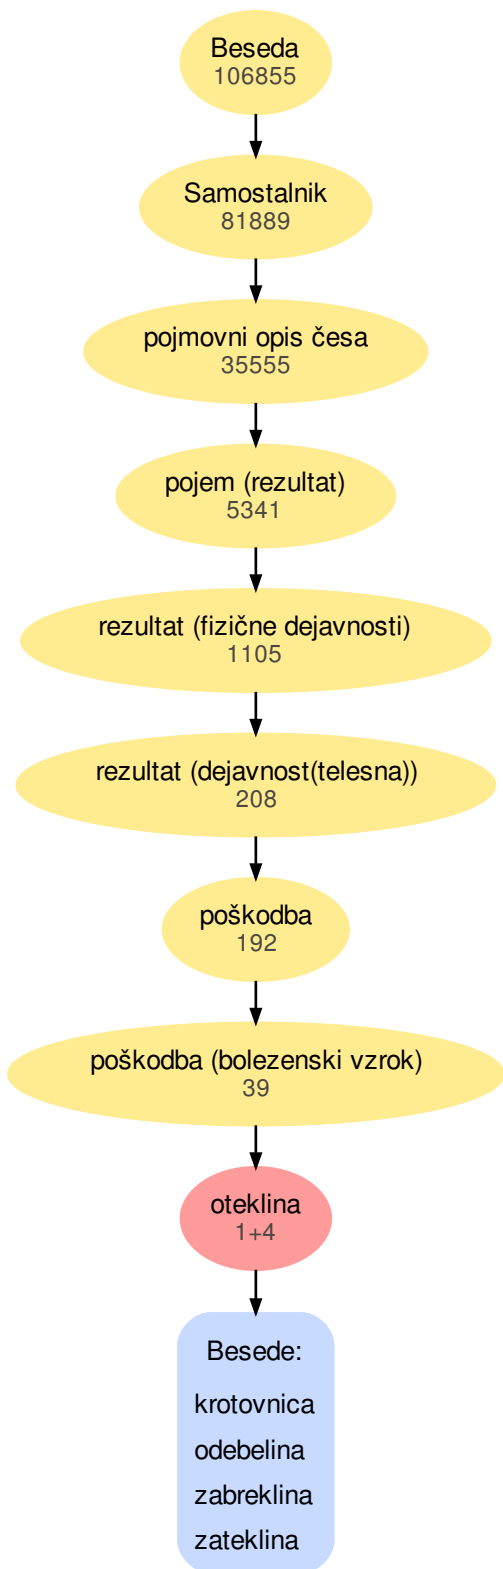 Beseda
106855
Samostalnik
81889
pojmovni opis česa
35555
pojem (rezultat)
5341
rezultat (fizične dejavnosti)
1105
rezultat (dejavnost(telesna))
208
poškodba
192
poškodba (bolezenski vzrok)
39
oteklina
1+4
Besede:
krotovnica
odebelina
zabreklina
zateklina